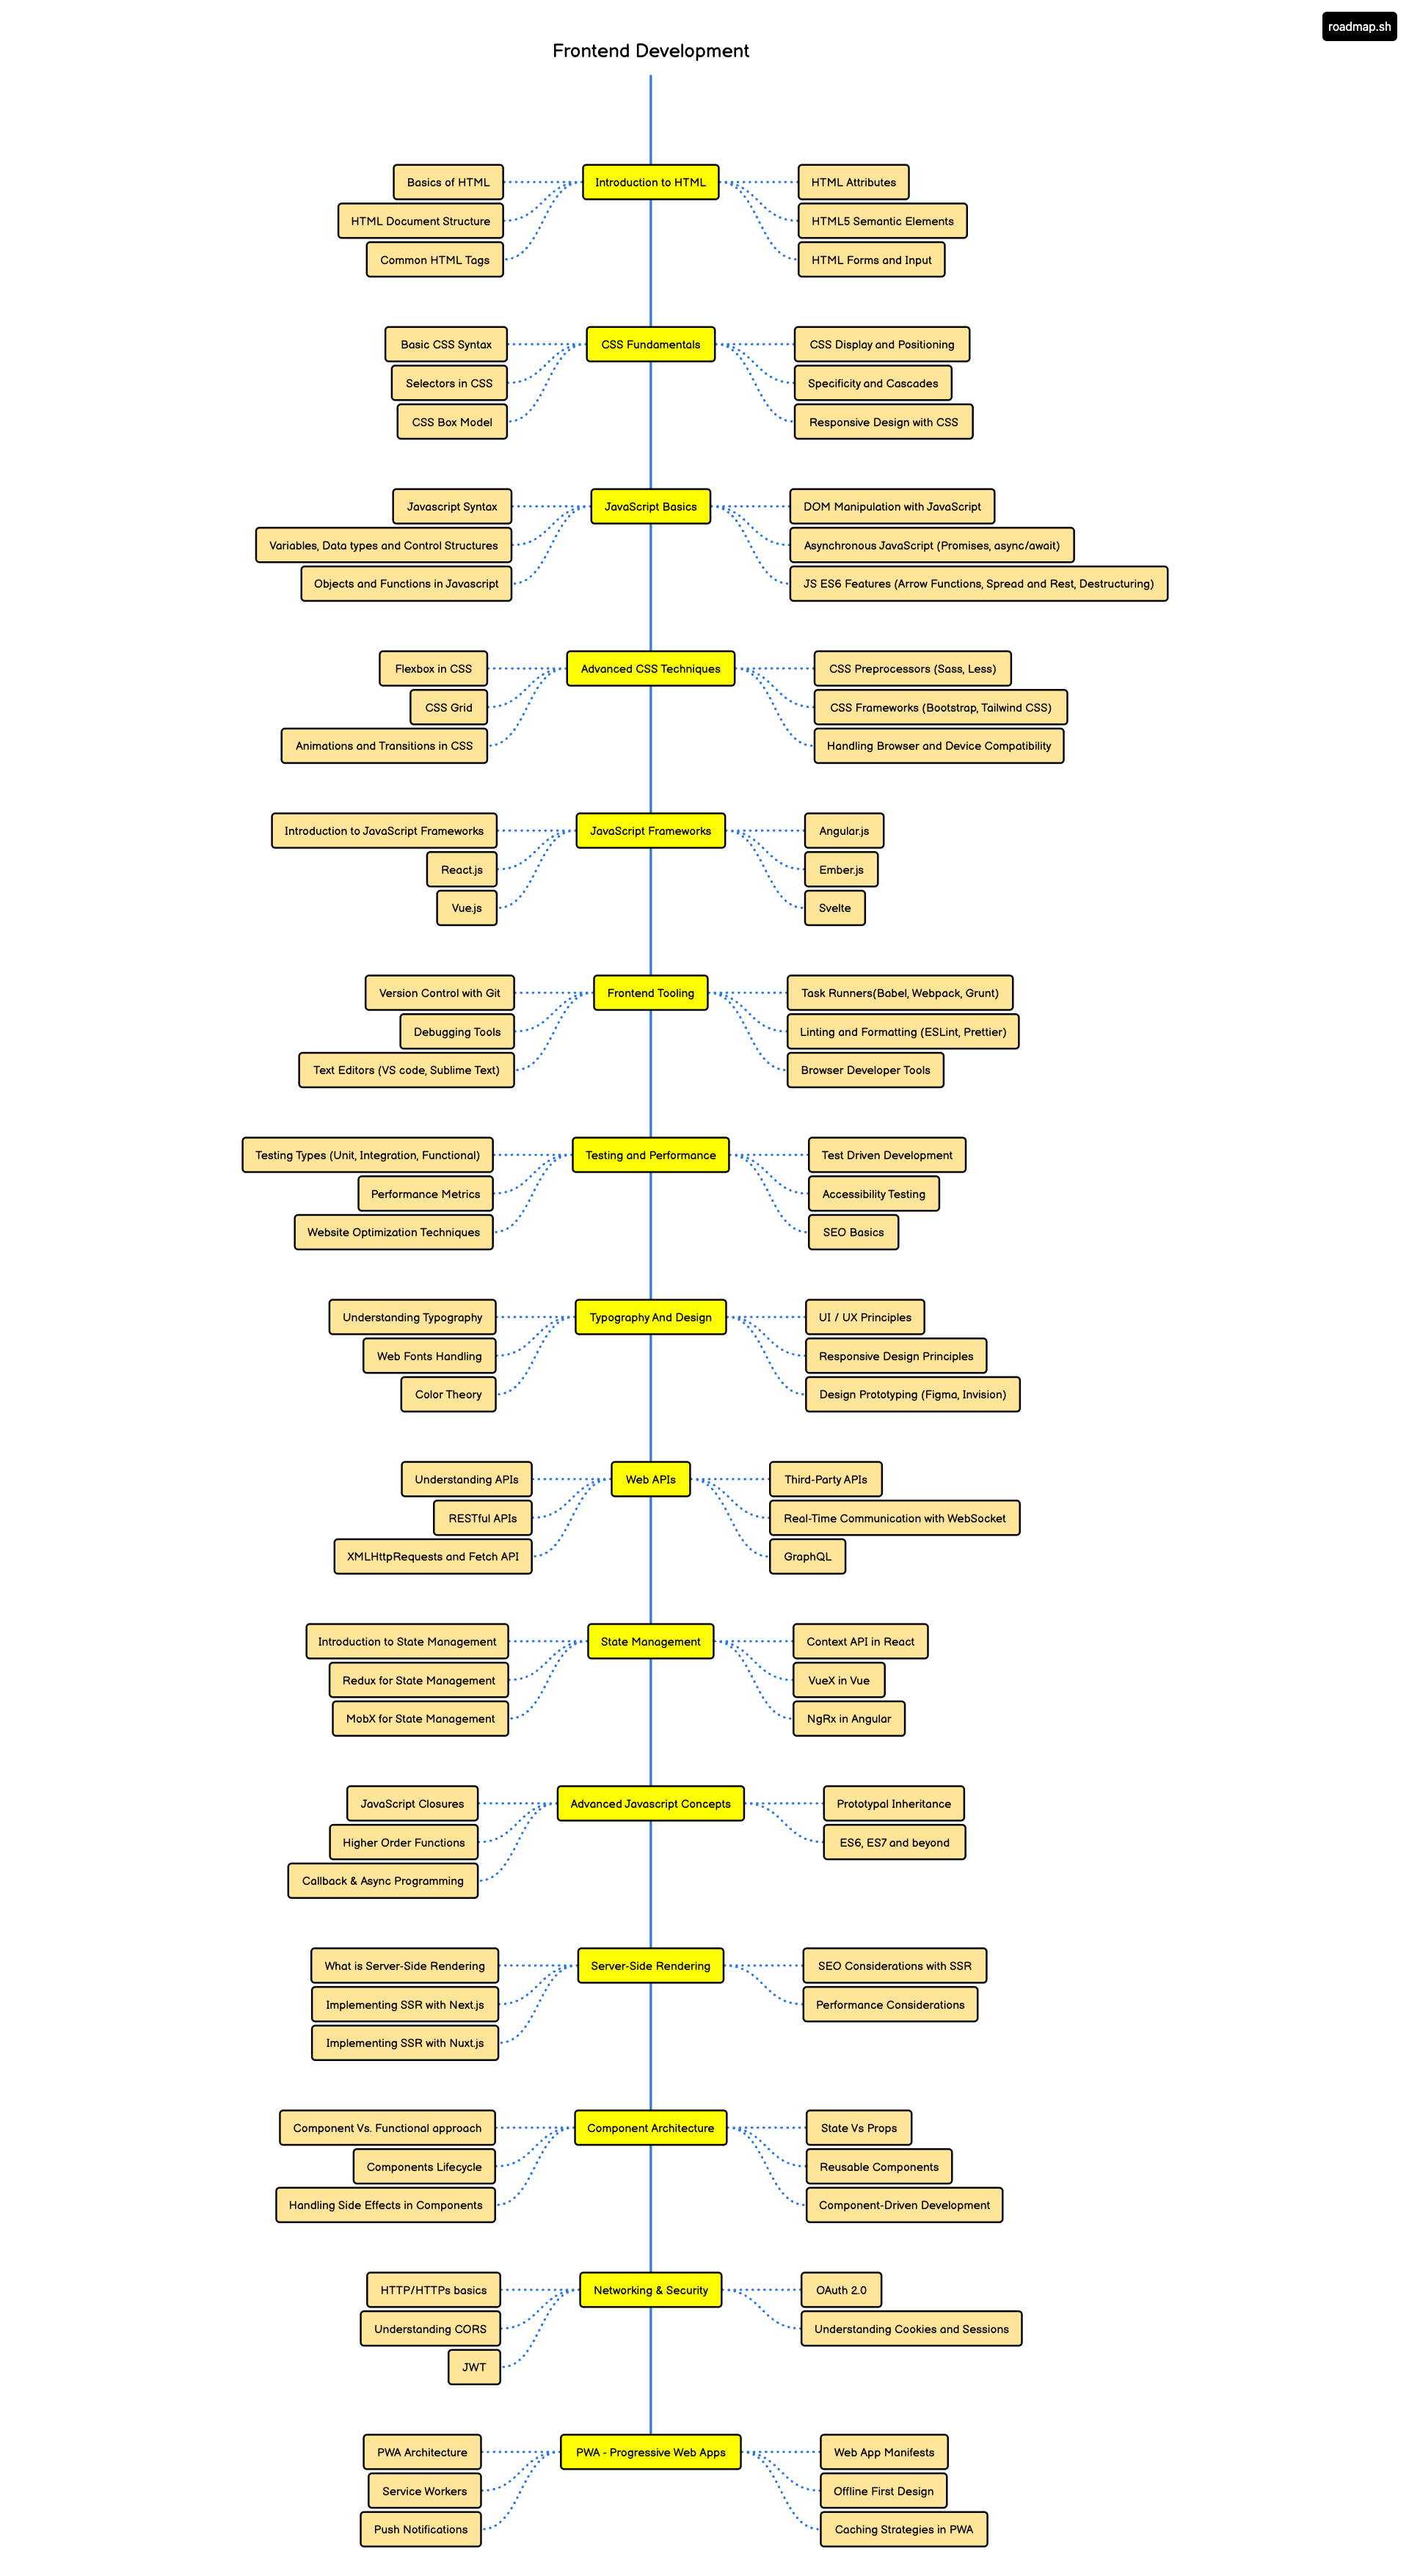 roadmap.sh
Frontend Development
Introduction to HTML
Basics of HTML
HTML Document Structure
Common HTML Tags
HTML Attributes
HTML5 Semantic Elements
HTML Forms and Input
CSS Fundamentals
Basic CSS Syntax
Selectors in CSS
CSS Box Model
CSS Display and Positioning
Specificity and Cascades
Responsive Design with CSS
JavaScript Basics
Javascript Syntax
Variables, Data types and Control Structures
Objects and Functions in Javascript
DOM Manipulation with JavaScript
Asynchronous JavaScript (Promises, async/await)
JS ES6 Features (Arrow Functions, Spread and Rest, Destructuring)
Advanced CSS Techniques
Flexbox in CSS
CSS Grid
Animations and Transitions in CSS
CSS Preprocessors (Sass, Less)
CSS Frameworks (Bootstrap, Tailwind CSS)
Handling Browser and Device Compatibility
JavaScript Frameworks
Introduction to JavaScript Frameworks
React.js
Vue.js
Angular.js
Ember.js
Svelte
Frontend Tooling
Version Control with Git
Debugging Tools
Text Editors (VS code, Sublime Text)
Task Runners(Babel, Webpack, Grunt)
Linting and Formatting (ESLint, Prettier)
Browser Developer Tools
Testing and Performance
Testing Types (Unit, Integration, Functional)
Performance Metrics
Website Optimization Techniques
Test Driven Development
Accessibility Testing
SEO Basics
Typography And Design
Understanding Typography
Web Fonts Handling
Color Theory
UI / UX Principles
Responsive Design Principles
Design Prototyping (Figma, Invision)
Web APIs
Understanding APIs
RESTful APIs
XMLHttpRequests and Fetch API
Third-Party APIs
Real-Time Communication with WebSocket
GraphQL
State Management
Introduction to State Management
Redux for State Management
MobX for State Management
Context API in React
VueX in Vue
NgRx in Angular
Advanced Javascript Concepts
JavaScript Closures
Higher Order Functions
Callback & Async Programming
Prototypal Inheritance
ES6, ES7 and beyond
Server-Side Rendering
What is Server-Side Rendering
Implementing SSR with Next.js
Implementing SSR with Nuxt.js
SEO Considerations with SSR
Performance Considerations
Component Architecture
Component Vs. Functional approach
Components Lifecycle
Handling Side Effects in Components
State Vs Props
Reusable Components
Component-Driven Development
Networking & Security
HTTP/HTTPs basics
Understanding CORS
JWT
OAuth 2.0
Understanding Cookies and Sessions
PWA - Progressive Web Apps
PWA Architecture
Service Workers
Push Notifications
Web App Manifests
Offline First Design
Caching Strategies in PWA